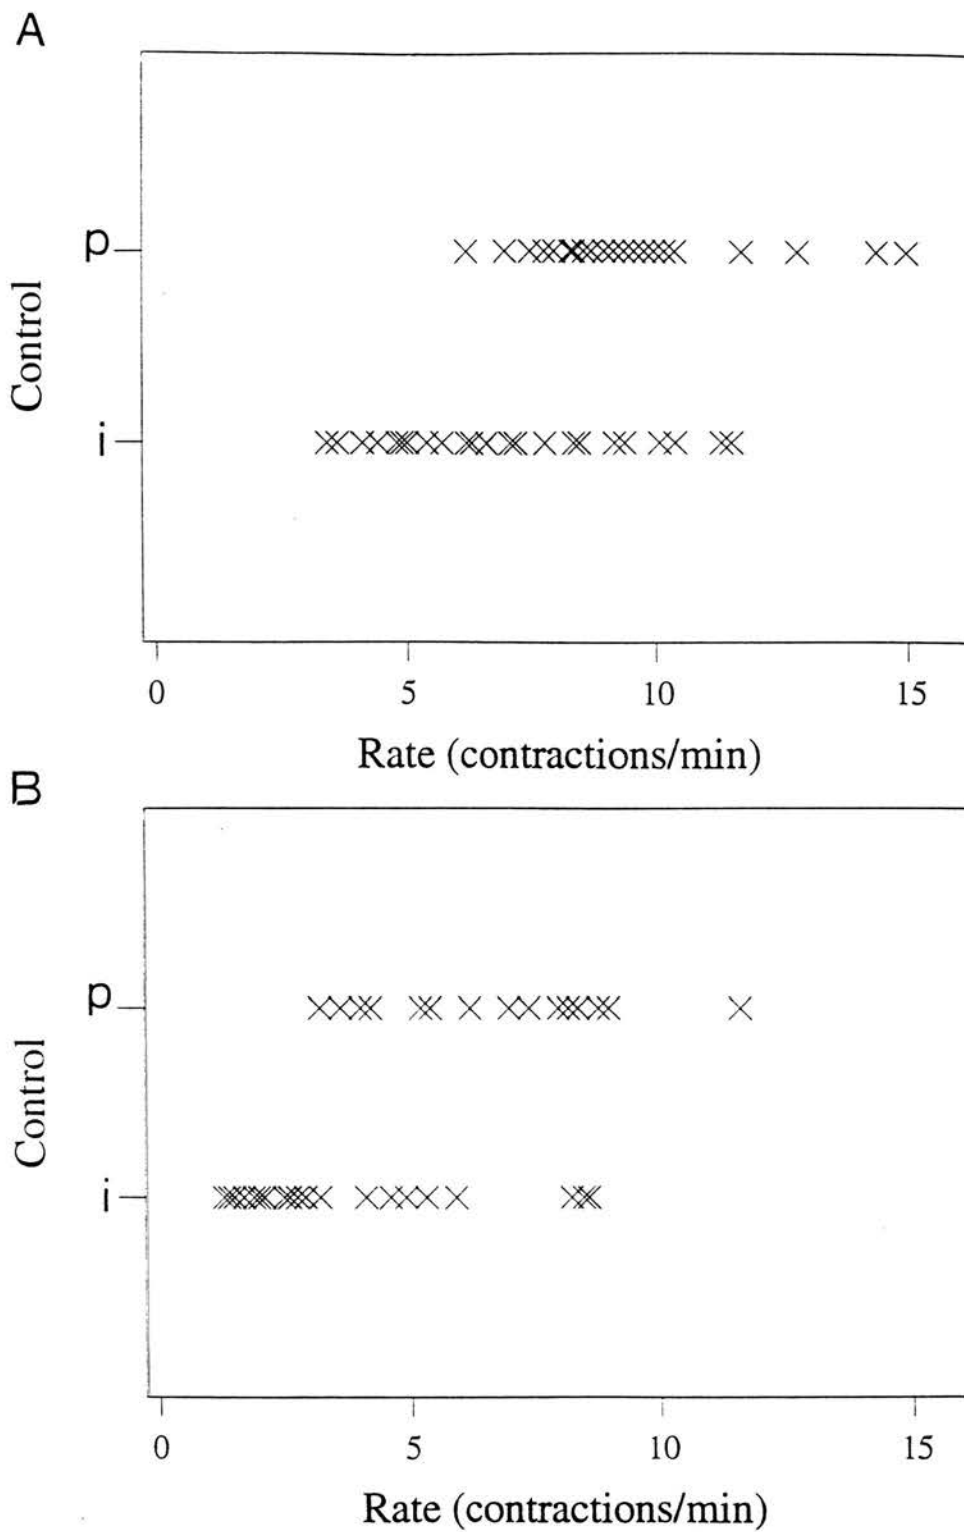 A
p
Control
i
0 5 10 15
Rate (contractions/min)
B
p
Control
i
0 5 10 15
Rate (contractions/min)